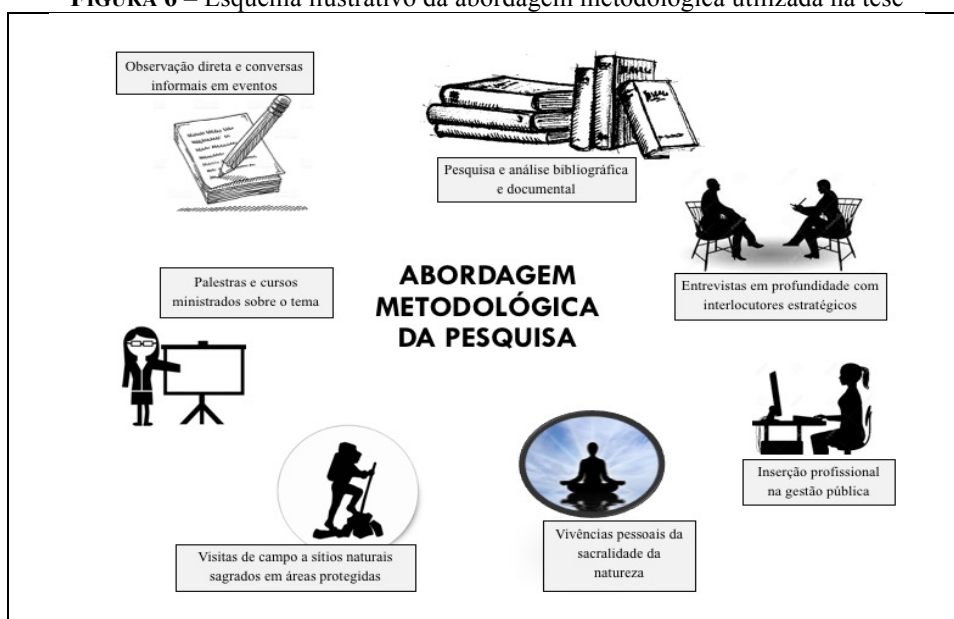 FIGURA 6 – Esquema ilustrativo da abordagem metodológica utilizada na tese
Observação direta e conversas
informais em eventos
Pesquisa e análise bibliográfica
e documental
Entrevistas em profundidade com
interlocutores estratégicos
Palestras e cursos
ministrados sobre o tema
ABORDAGEM
METODOLÓGICA
DA PESQUISA
Inserção profissional
na gestão pública
Vivências pessoais da
sacralidade da
natureza
Visitas de campo a sítios naturais
sagrados em áreas protegidas